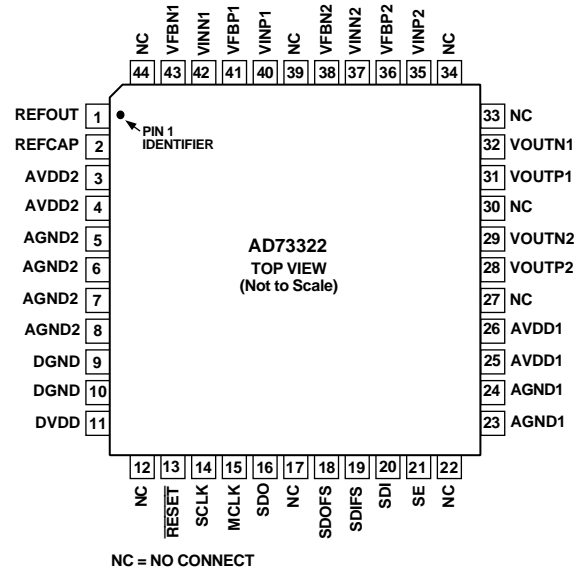 NC VFBN1 VINN1 VFBP1 VINP1 NC VFBN2 VINN2 VFBP2 VINP2 NC
44 43 42 41 40 39 38 37 36 35 34
REFOUT 1
REFCAP 2
AVDD2 3
AVDD2 4
AGND2 5
AGND2 6
AGND2 7
AGND2 8
DGND 9
DGND 10
DVDD 11
PIN 1
IDENTIFIER
AD73322
TOP VIEW
(Not to Scale)
33 NC
32 VOUTN1
31 VOUTP1
30 NC
29 VOUTN2
28 VOUTP2
27 NC
26 AVDD1
25 AVDD1
24 AGND1
23 AGND1
12 13 14 15 16 17 18 19 20 21 22
NC RESET SCLK MCLK SDO NC SDOFS SDIFS SDI SE NC
NC = NO CONNECT